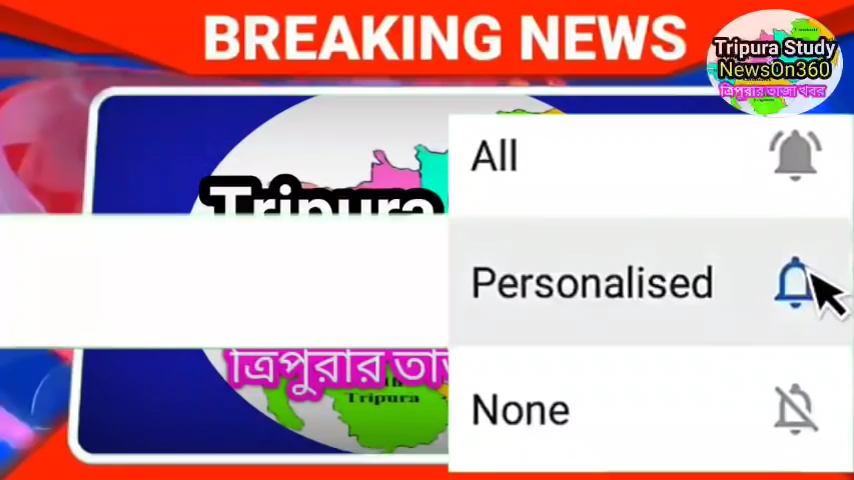 BREAKING NEWS
Tripura Study
NewsOn360
ত্রিপুরার তাজা খবর
All
Tripura
Personalised
ত্রিপুরার
Tripura
None